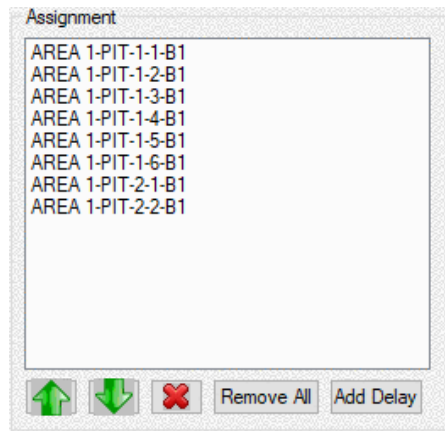 Assignment
AREA 1-PIT-1-1-B1
AREA 1-PIT-1-2-B1
AREA 1-PIT-1-3-B1
AREA 1-PIT-1-4-B1
AREA 1-PIT-1-5-B1
AREA 1-PIT-1-6-B1
AREA 1-PIT-2-1-B1
AREA 1-PIT-2-2-B1
Remove All Add Delay